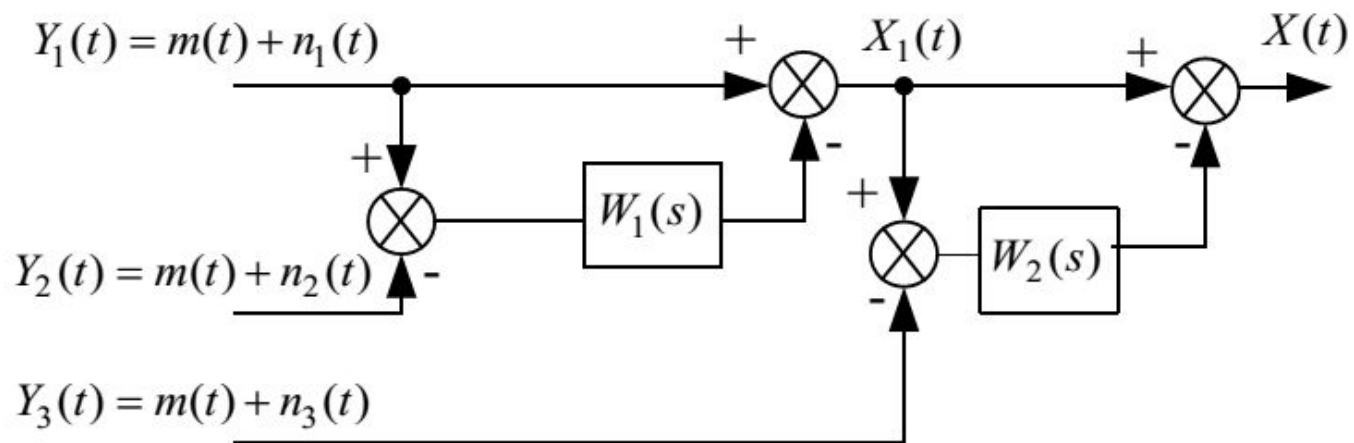 Y₁(t) = m(t) + n₁(t)
+
X₁(t)
+
X(t)
+
-
W₁(s)
+
-
Y₂(t) = m(t) + n₂(t)
-
W₂(s)
-
Y₃(t) = m(t) + n₃(t)